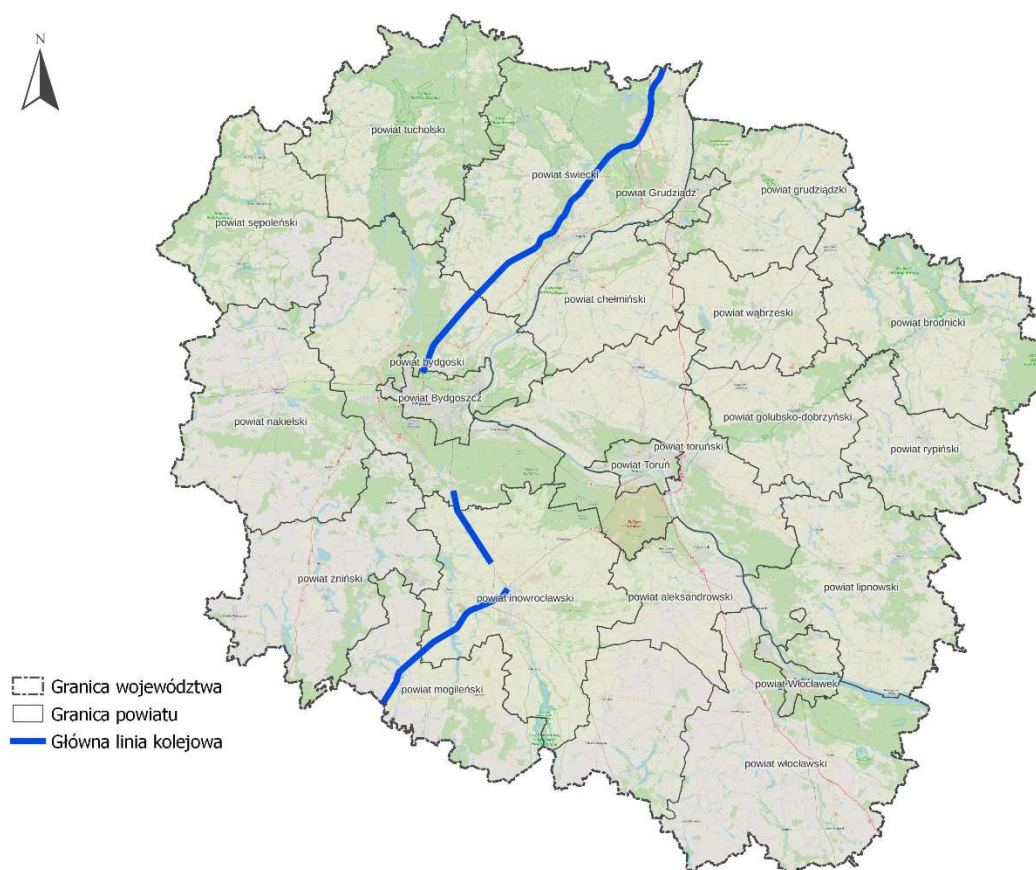 N
powiat tucholski
powiat świecki
powiat Grudziądz
powiat grudziądzki
powiat sępoleński
powiat chełmiński
powiat wąbrzeski
powiat brodnicki
powiat bydgoski
powiat Bydgoszcz
powiat nakielski
powiat golubsko-dobrzyński
powiat toruński
powiat rypiński
powiat Toruń
powiat żniński
powiat inowrocławski
powiat aleksandrowski
powiat lipnowski
powiat mogileński
powiat Włocławek
powiat włocławski
Granica województwa
Granica powiatu
Główna linia kolejowa